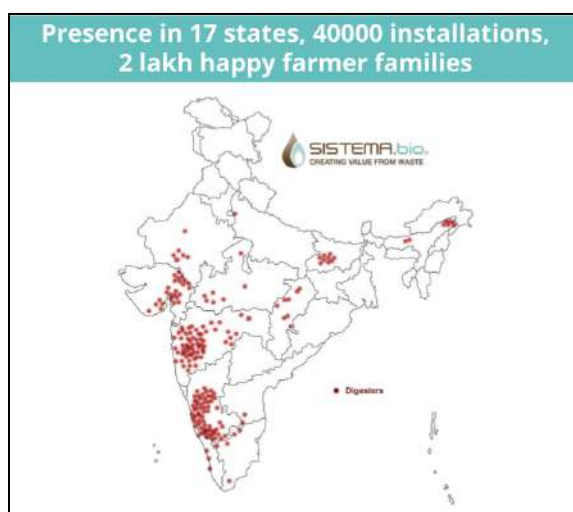 Presence in 17 states, 40000 installations,
2 lakh happy farmer families
SISTEMA.bio
CREATING VALUE FROM WASTE
Digesters